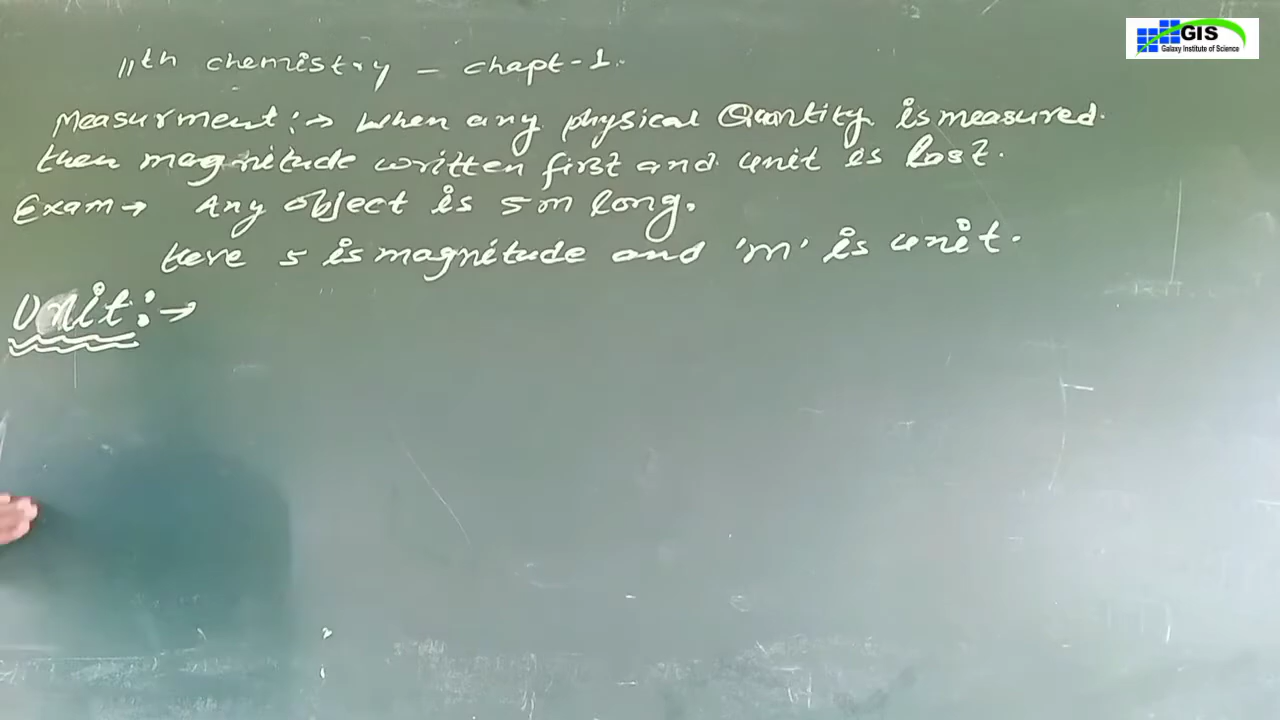 11th chemistry - chapt-1.
Measurment :→ When any physical Quantity is measured.
then magnitude written first and unit is last.
Exam → Any object is 5m long.
here 5 is magnitude and 'm' is unit.
Unit :→
GIS
Galaxy Institute of Science